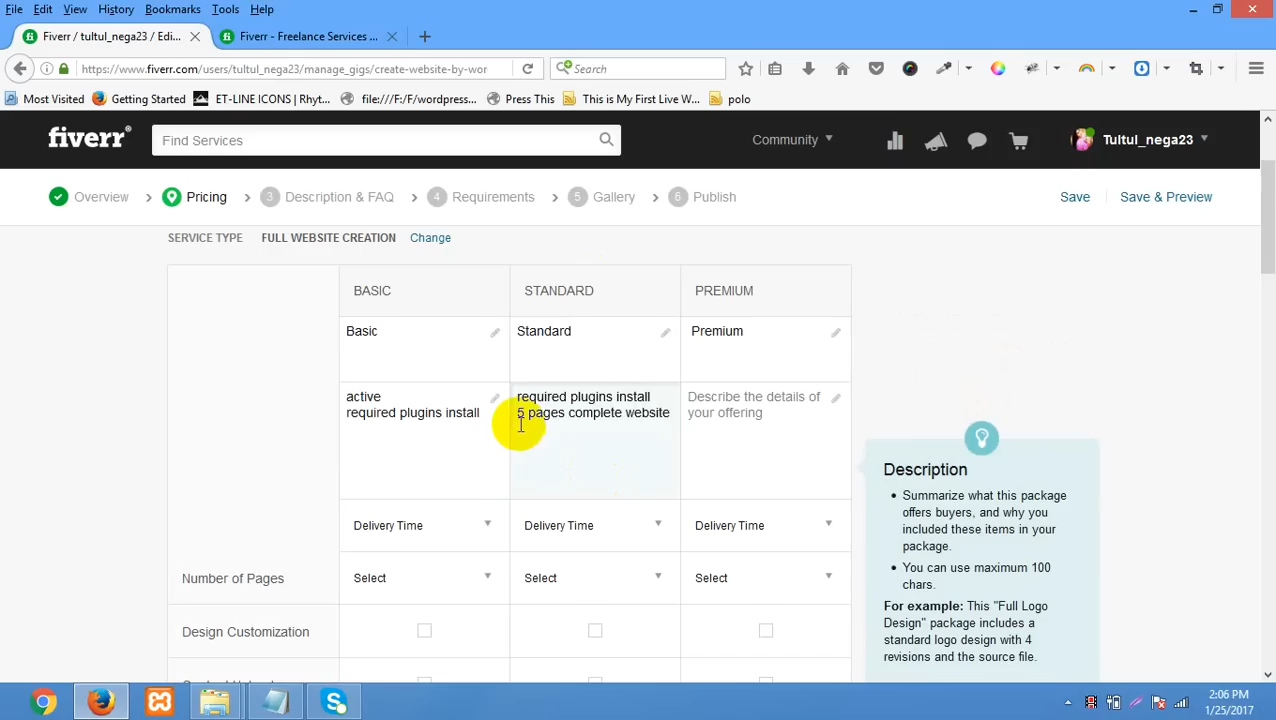 File Edit View History Bookmarks Tools Help
Fiverr / tultul_nega23 / Edi...
Fiverr - Freelance Services ...
https://www.fiverr.com/users/tultul_nega23/manage_gigs/create-website-by-wor
Search
Most Visited Getting Started ET-LINE ICONS | Rhyt... file:///F:/F/wordpress... Press This This is My First Live W... polo
fiverr®
Find Services
Community
Tultul_nega23
Overview Pricing 3 Description & FAQ 4 Requirements 5 Gallery 6 Publish Save Save & Preview
SERVICE TYPE FULL WEBSITE CREATION Change
BASIC STANDARD PREMIUM
Basic Standard Premium
active required plugins install Describe the details of
required plugins install 5 pages complete website your offering
Description
Summarize what this package
offers buyers, and why you
included these items in your
package.
You can use maximum 100
chars.
For example: This "Full Logo
Design" package includes a
standard logo design with 4
revisions and the source file.
Delivery Time Delivery Time Delivery Time
Number of Pages Select Select Select
Design Customization
2:06 PM
1/25/2017